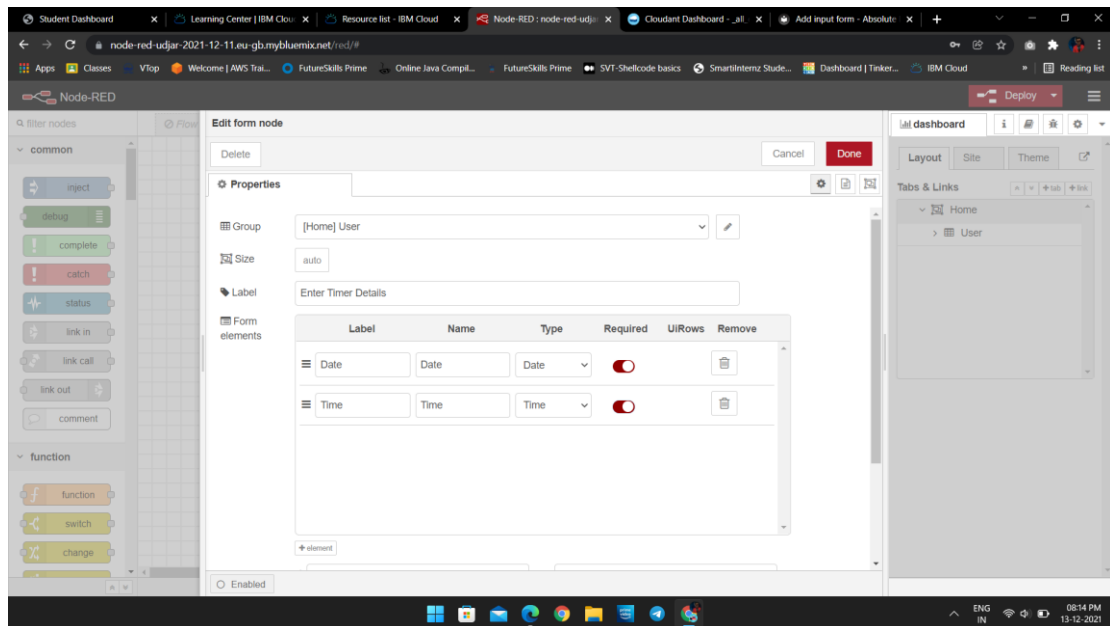 Student Dashboard
Learning Center | IBM Clou
Resource list - IBM Cloud
Node-RED : node-red-udjar
Cloudant Dashboard - _all_
Add input form - Absolute
node-red-udjar-2021-12-11.eu-gb.mybluemix.net/red/#
Apps Classes VTop Welcome | AWS Trai... FutureSkills Prime Online Java Compil... FutureSkills Prime SVT-Shellcode basics SmartiInternz Stude... Dashboard | Tinker... IBM Cloud » Reading list
Node-RED
Deploy
filter nodes
Flow
Edit form node
dashboard
common
Delete
Cancel
Done
Layout
Site
Theme
Properties
Tabs & Links
+tab
+link
inject
Home
debug
Group
[Home] User
User
complete
Size
auto
catch
Label
Enter Timer Details
status
Form elements
Label
Name
Type
Required
UiRows
Remove
link in
link call
Date
Date
Date
link out
Time
Time
Time
comment
function
function
switch
+element
change
Enabled
ENG
IN
08:14 PM
13-12-2021